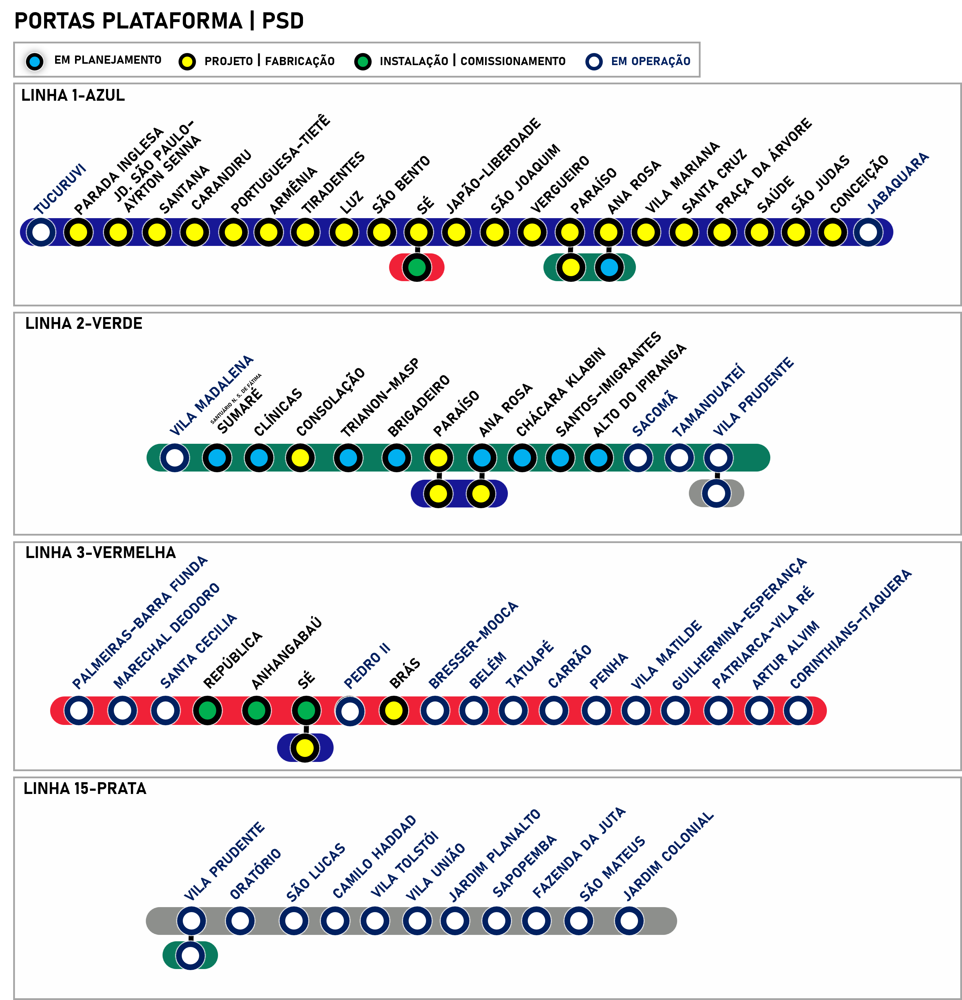 PORTAS PLATAFORMA | PSD
EM PLANEJAMENTO
PROJETO | FABRICAÇÃO
INSTALAÇÃO | COMISSIONAMENTO
EM OPERAÇÃO
LINHA 1-AZUL
TUCURUVI
PARADA INGLESA
JD. SÃO PAULO-
AYRTON SENNA
SANTANA
CARANDIRU
PORTUGUESA-TIETÊ
ARMÊNIA
TIRADENTES
LUZ
SÃO BENTO
SÉ
JAPÃO-LIBERDADE
SÃO JOAQUIM
VERGUEIRO
PARAÍSO
ANA ROSA
VILA MARIANA
SANTA CRUZ
PRAÇA DA ÁRVORE
SAÚDE
SÃO JUDAS
CONCEIÇÃO
JABAQUARA
LINHA 2-VERDE
VILA MADALENA
SANTUÁRIO N. S. DE FÁTIMA
SUMARÉ
CLÍNICAS
CONSOLAÇÃO
TRIANON-MASP
BRIGADEIRO
PARAÍSO
ANA ROSA
CHÁCARA KLABIN
SANTOS-IMIGRANTES
ALTO DO IPIRANGA
SACOMÃ
TAMANDUATEÍ
VILA PRUDENTE
LINHA 3-VERMELHA
PALMEIRAS-BARRA FUNDA
MARECHAL DEODORO
SANTA CECILIA
REPÚBLICA
ANHANGABAÚ
SÉ
PEDRO II
BRÁS
BRESSER-MOOCA
BELÉM
TATUAPÉ
CARRÃO
PENHA
VILA MATILDE
GUILHERMINA-ESPERANÇA
PATRIARCA-VILA RÉ
ARTUR ALVIM
CORINTHIANS-ITAQUERA
LINHA 15-PRATA
VILA PRUDENTE
ORATÓRIO
SÃO LUCAS
CAMILO HADDAD
VILA TOLSTÓI
VILA UNIÃO
JARDIM PLANALTO
SAPOPEMBA
FAZENDA DA JUTA
SÃO MATEUS
JARDIM COLONIAL